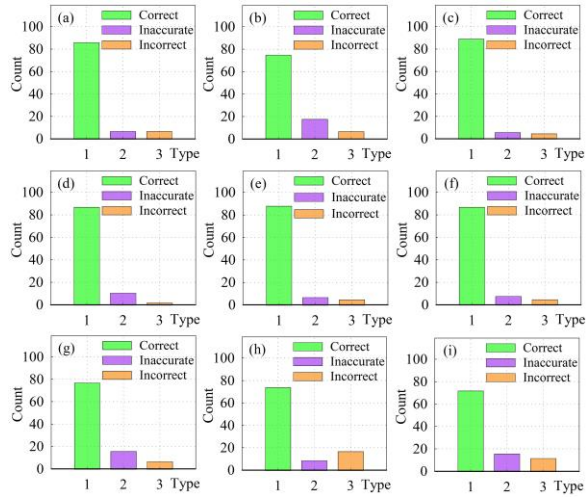 (a) Correct
Inaccurate
Incorrect
Count
100
80
60
40
20
0
1 2 3 Type
(b) Correct
Inaccurate
Incorrect
Count
100
80
60
40
20
0
1 2 3 Type
(c) Correct
Inaccurate
Incorrect
Count
100
80
60
40
20
0
1 2 3 Type
(d) Correct
Inaccurate
Incorrect
Count
100
80
60
40
20
0
1 2 3 Type
(e) Correct
Inaccurate
Incorrect
Count
100
80
60
40
20
0
1 2 3 Type
(f) Correct
Inaccurate
Incorrect
Count
100
80
60
40
20
0
1 2 3 Type
(g) Correct
Inaccurate
Incorrect
Count
100
80
60
40
20
0
1 2 3 Type
(h) Correct
Inaccurate
Incorrect
Count
100
80
60
40
20
0
1 2 3 Type
(i) Correct
Inaccurate
Incorrect
Count
100
80
60
40
20
0
1 2 3 Type